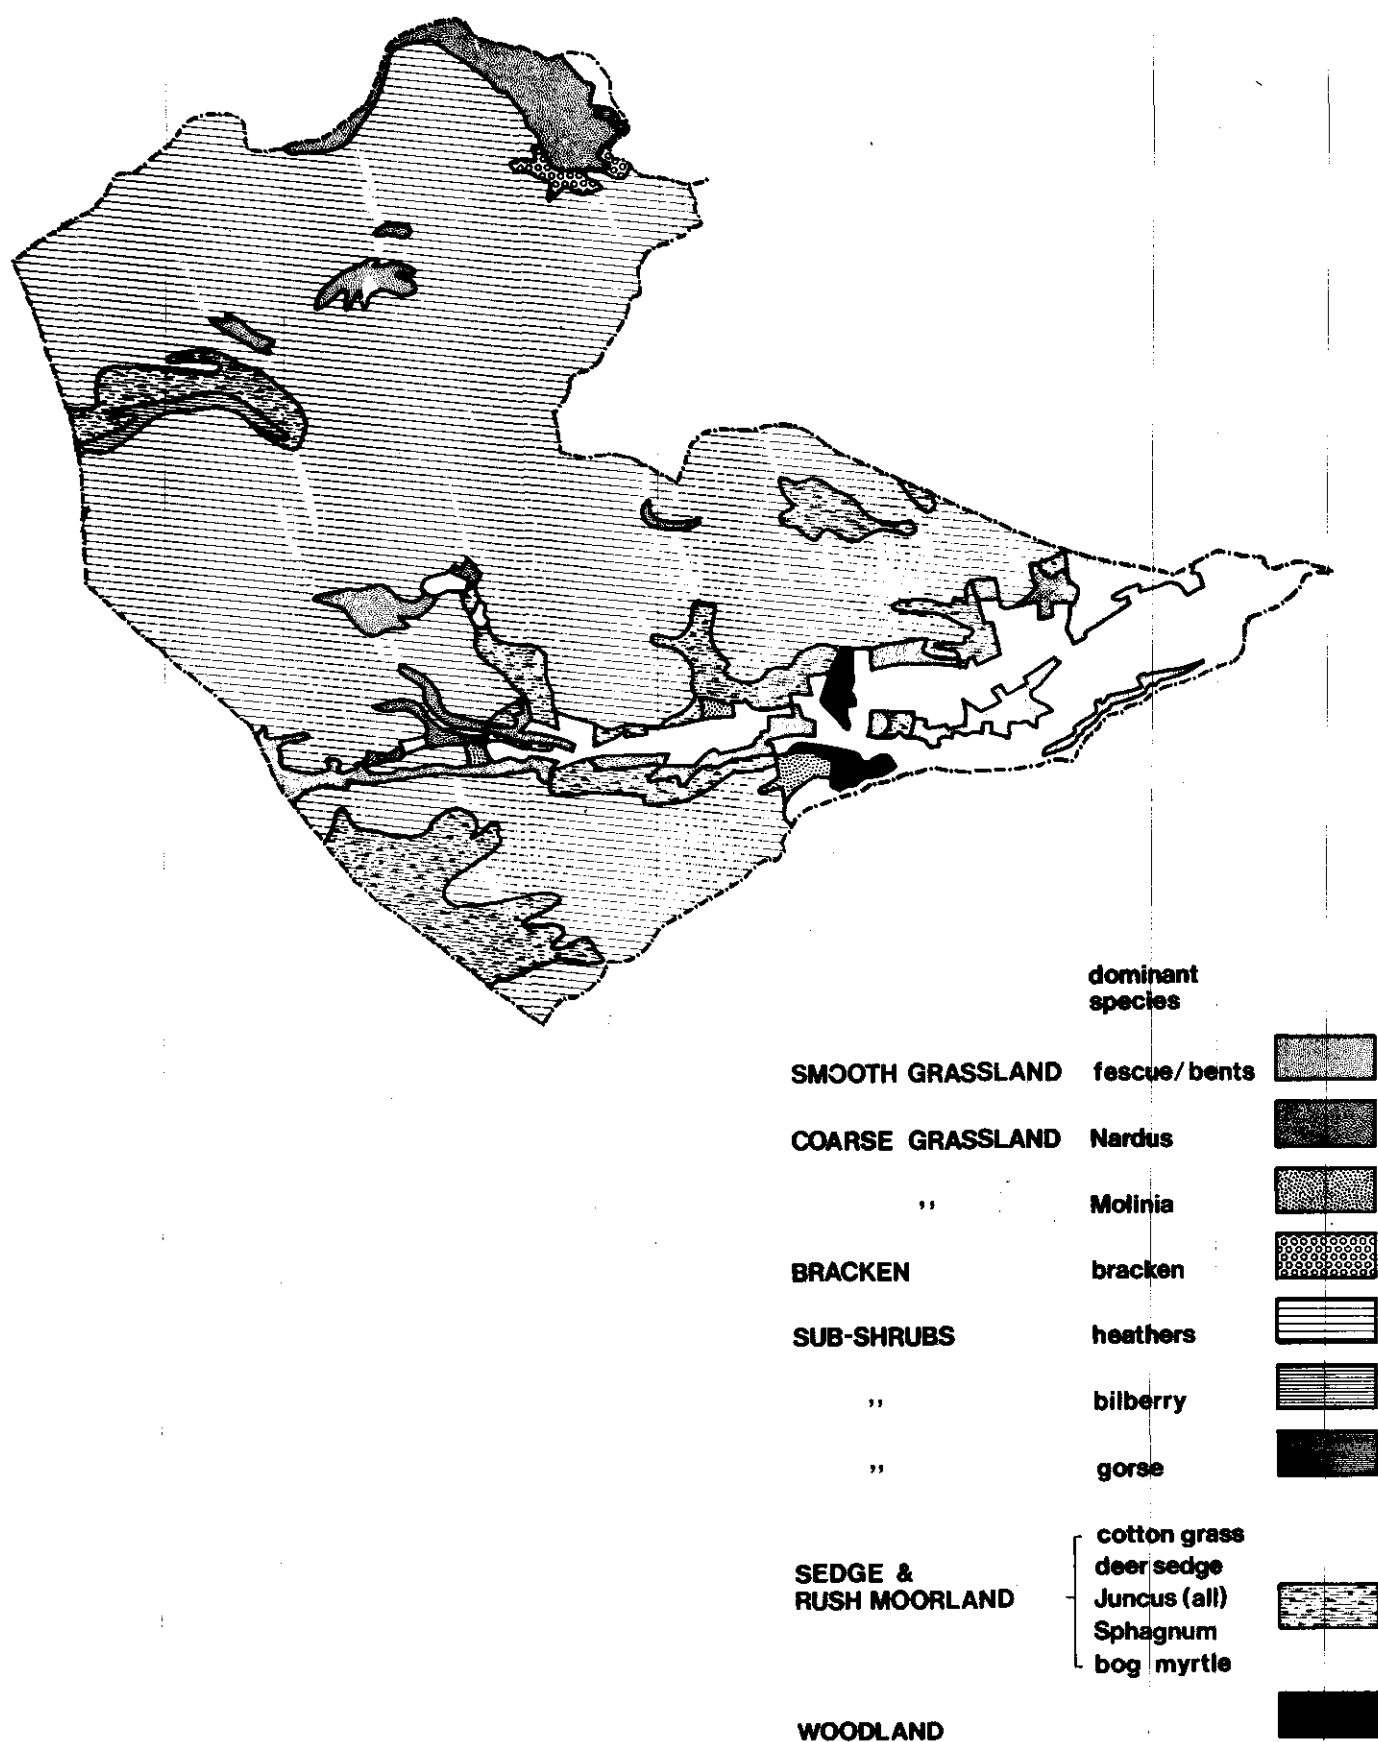 dominant
species
SMOOTH GRASSLAND fescue/bents
COARSE GRASSLAND Nardus
,, Molinia
BRACKEN bracken
SUB-SHRUBS heathers
,, bilberry
,, gorse
cotton grass
deer sedge
SEDGE &
RUSH MOORLAND Juncus (all)
Sphagnum
bog myrtle
WOODLAND